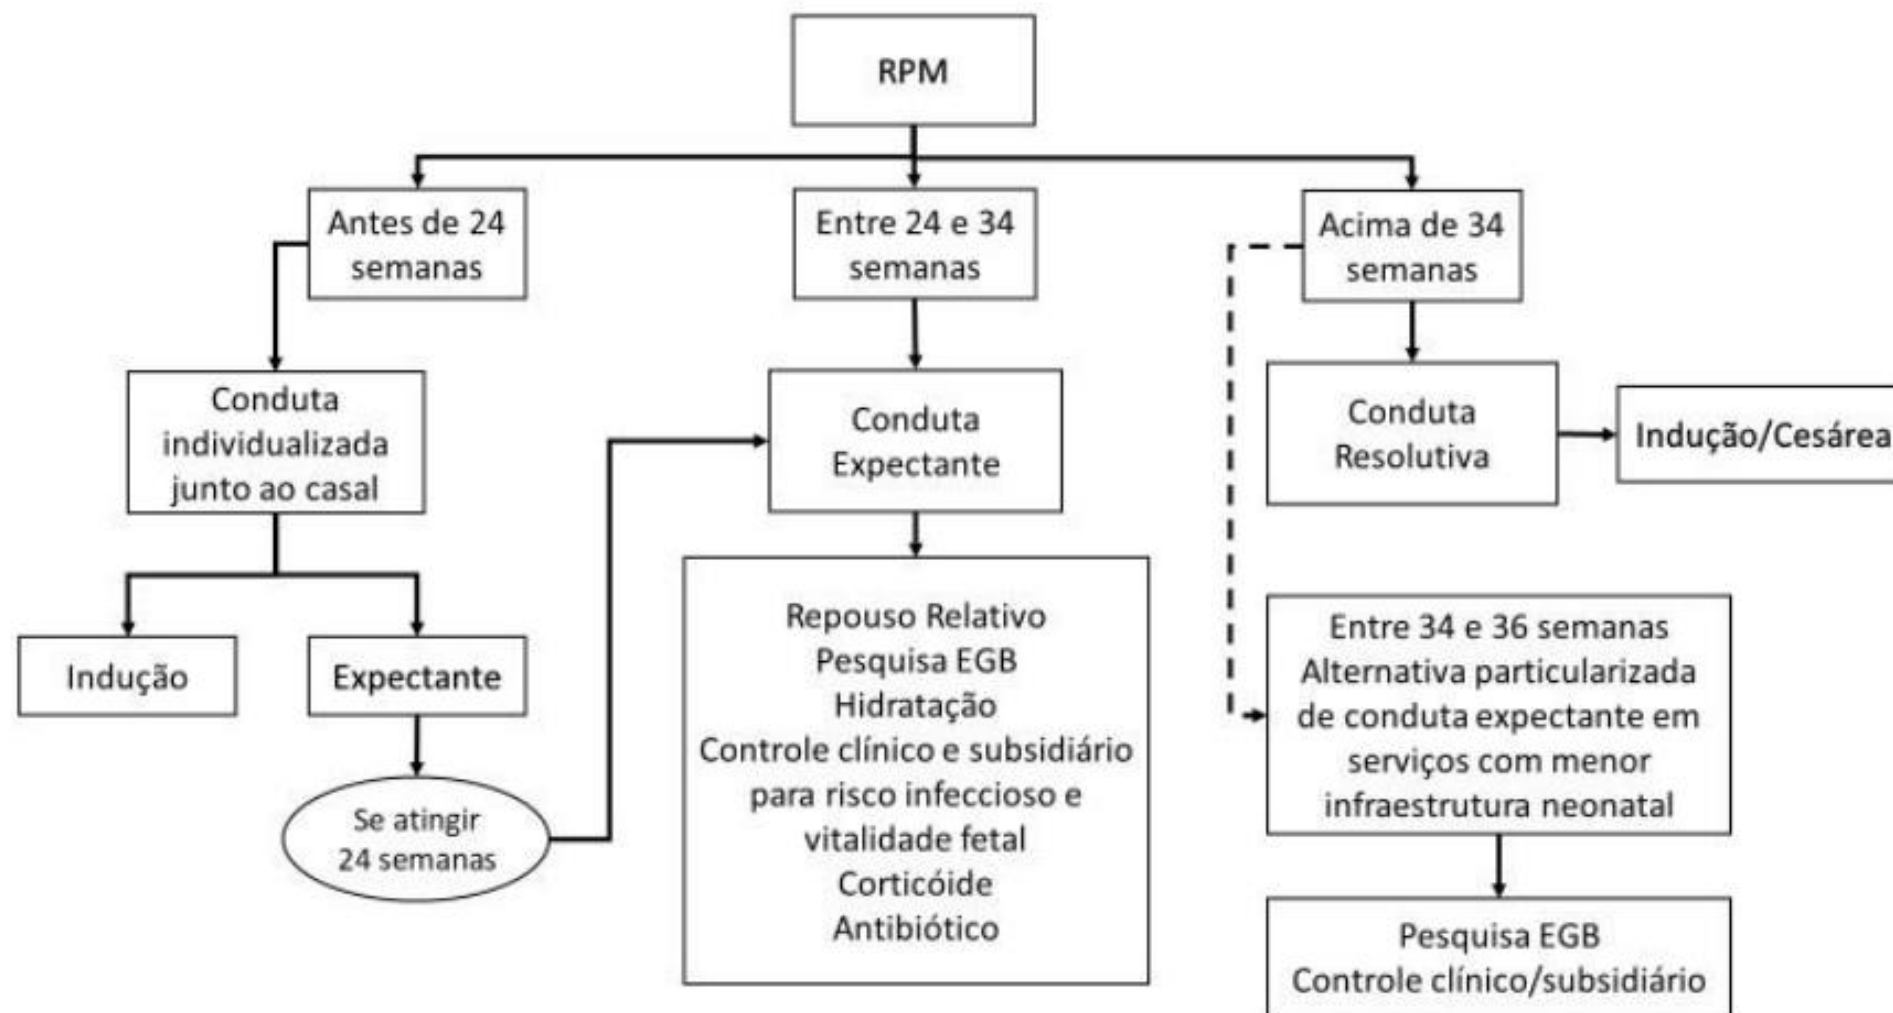 RPM
Antes de 24
semanas
Entre 24 e 34
semanas
Acima de 34
semanas
Conduta
individualizada
junto ao casal
Conduta
Expectante
Conduta
Resolutiva
Indução/Cesárea
Indução
Expectante
Se atingir
24 semanas
Repouso Relativo
Pesquisa EGB
Hidratação
Controle clínico e subsidiário
para risco infeccioso e
vitalidade fetal
Corticóide
Antibiótico
Entre 34 e 36 semanas
Alternativa particularizada
de conduta expectante em
serviços com menor
infraestrutura neonatal
Pesquisa EGB
Controle clínico/subsidiário